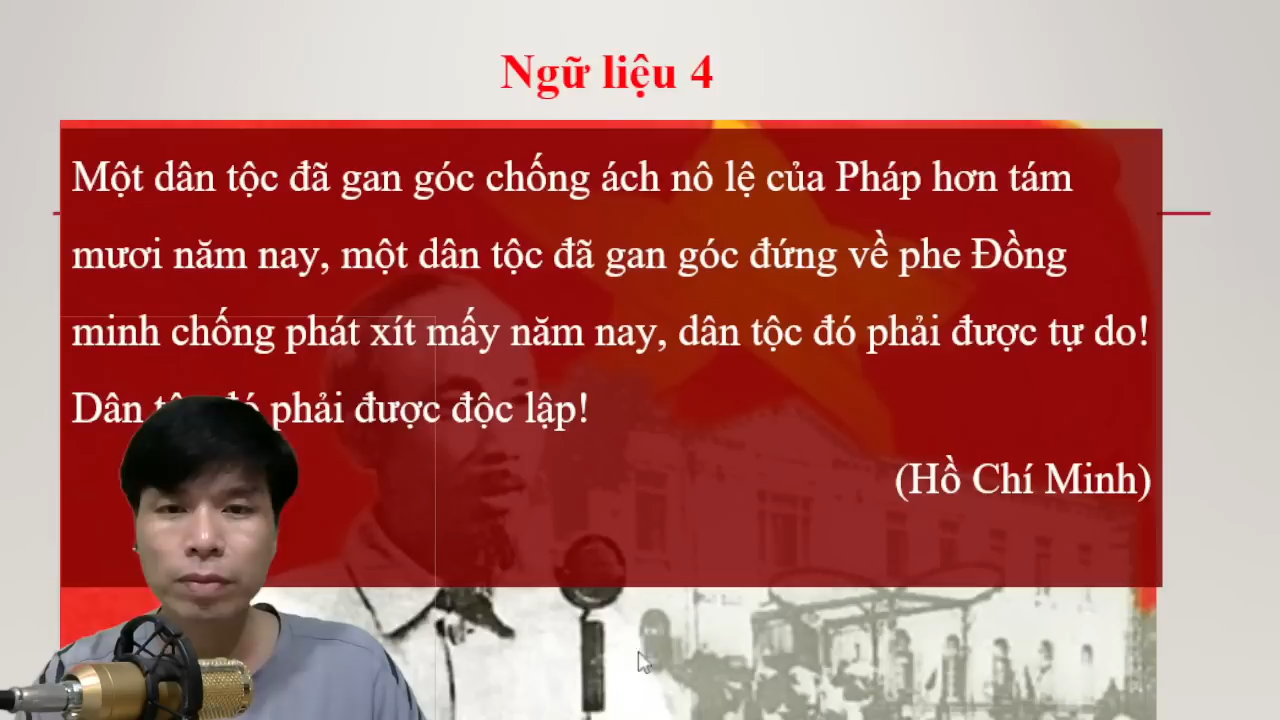 Ngữ liệu 4
Một dân tộc đã gan góc chống ách nô lệ của Pháp hơn tám
mươi năm nay, một dân tộc đã gan góc đứng về phe Đồng
minh chống phát xít mấy năm nay, dân tộc đó phải được tự do!
Dân phải được độc lập!
(Hồ Chí Minh)